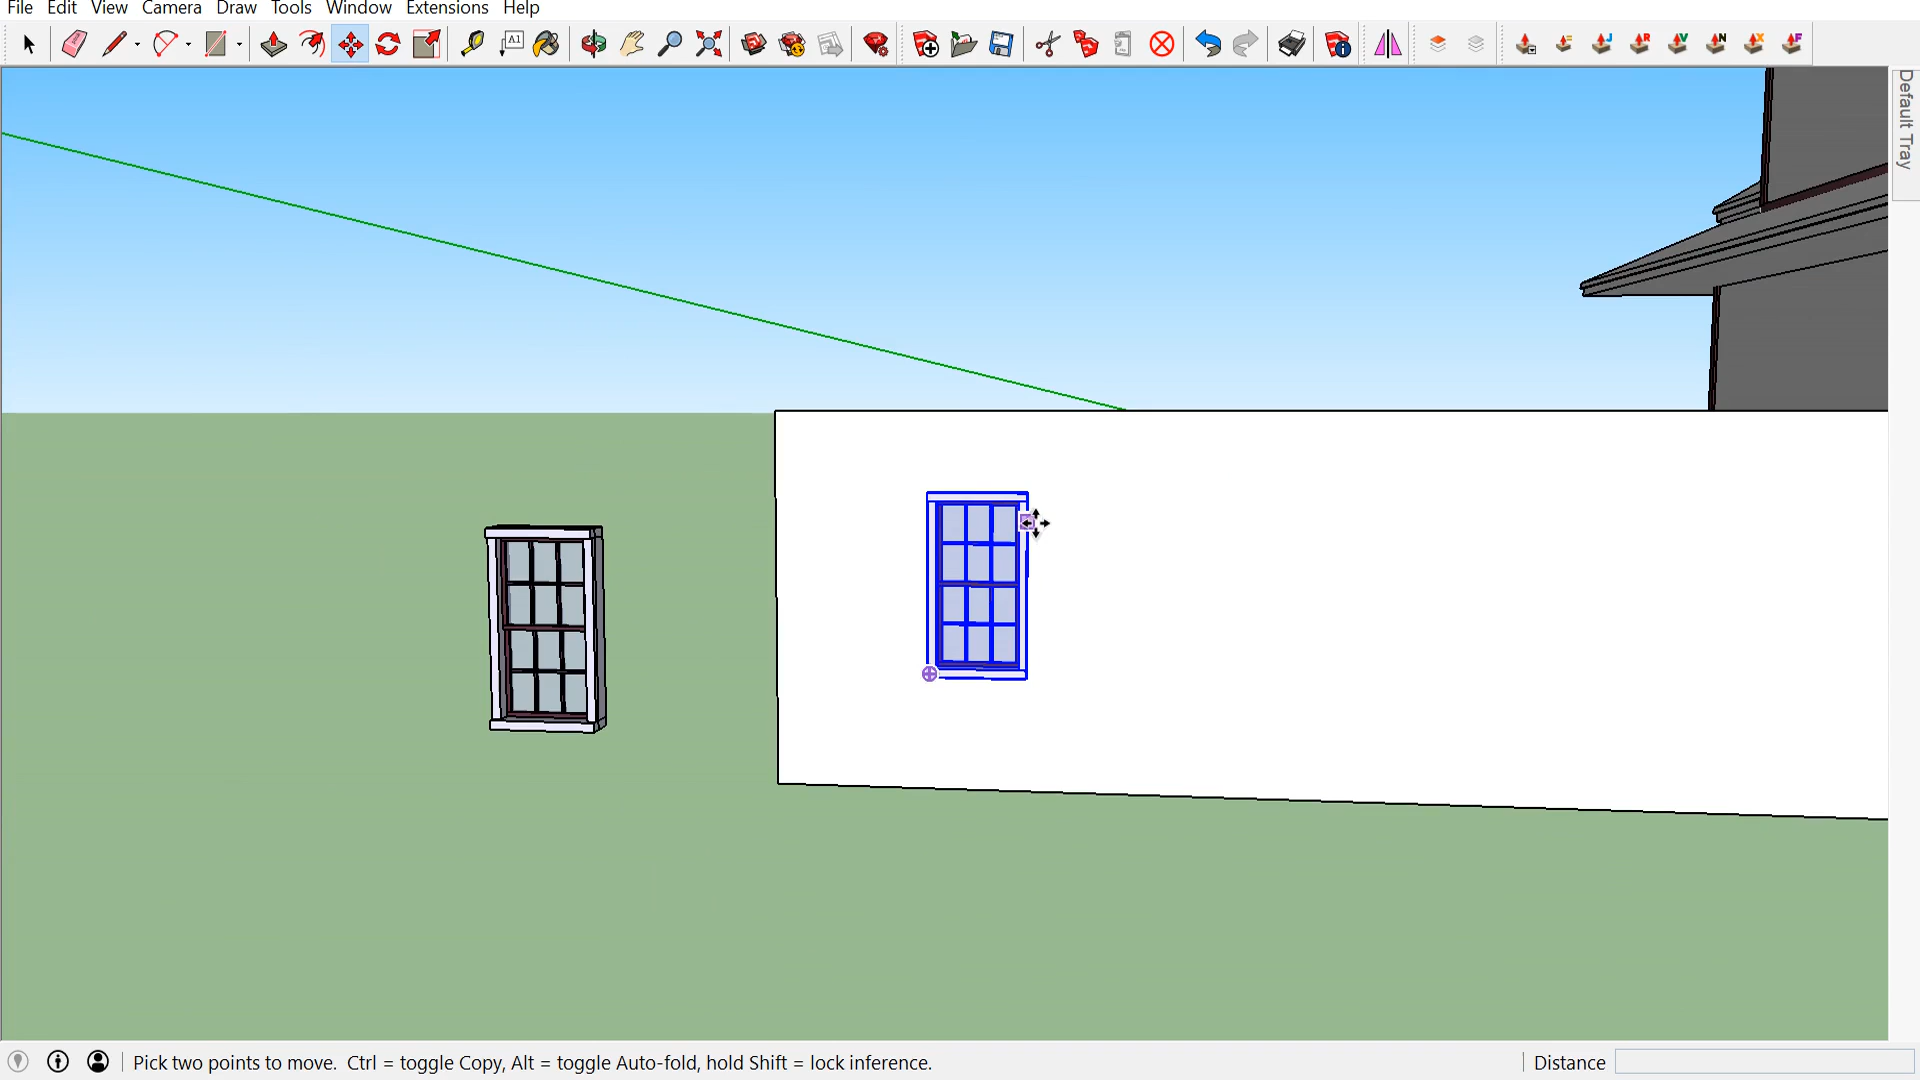 File Edit View Camera Draw Tools Window Extensions Help
A1
J R V N X F
Default Tray
Pick two points to move. Ctrl = toggle Copy, Alt = toggle Auto-fold, hold Shift = lock inference.
Distance